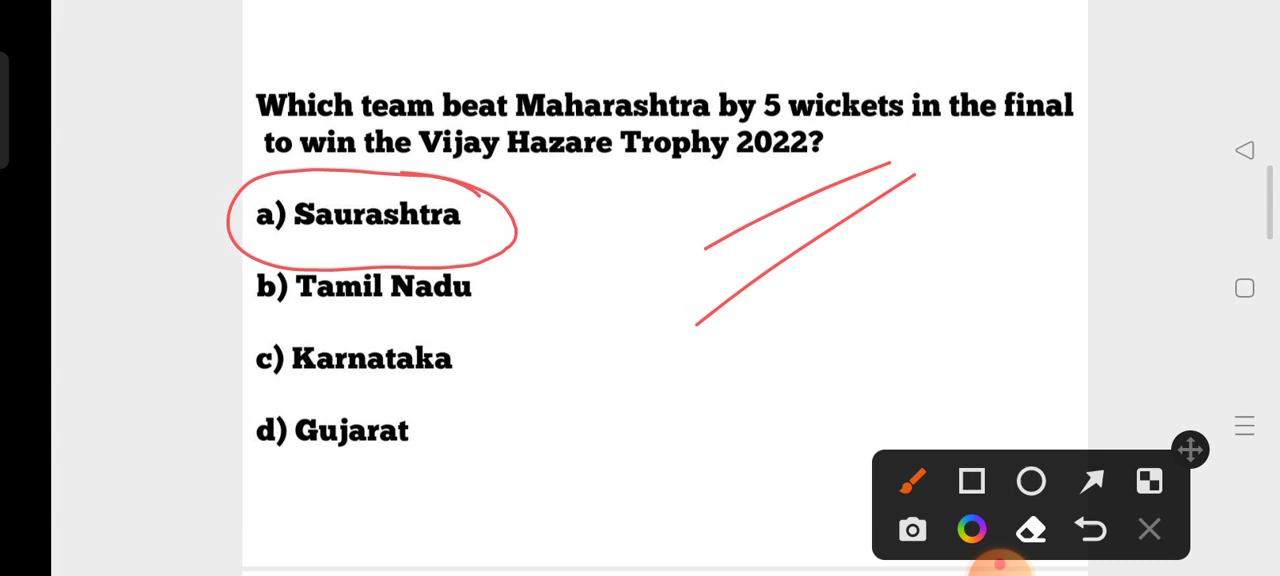 Which team beat Maharashtra by 5 wickets in the final
to win the Vijay Hazare Trophy 2022?
a) Saurashtra
b) Tamil Nadu
c) Karnataka
d) Gujarat